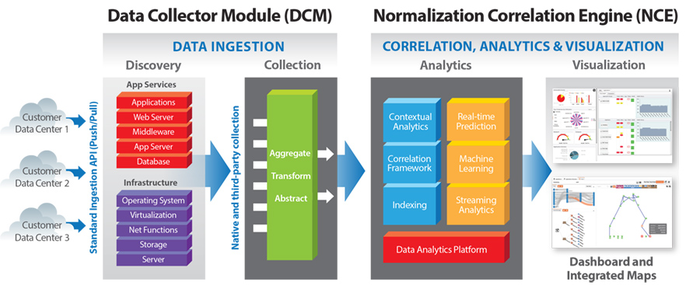 Data Collector Module (DCM)
Normalization Correlation Engine (NCE)
DATA INGESTION
CORRELATION, ANALYTICS & VISUALIZATION
Discovery
Collection
Analytics
Visualization
Customer
Data Center 1
Customer
Data Center 2
Customer
Data Center 3
Standard Ingestion API (Push/Pull)
App Services
Applications
Web Server
Middleware
App Server
Database
Infrastructure
Operating System
Virtualization
Net Functions
Storage
Server
Native and third-party collection
Aggregate
Transform
Abstract
Contextual
Analytics
Real-time
Prediction
Correlation
Framework
Machine
Learning
Indexing
Streaming
Analytics
Data Analytics Platform
Dashboard and
Integrated Maps